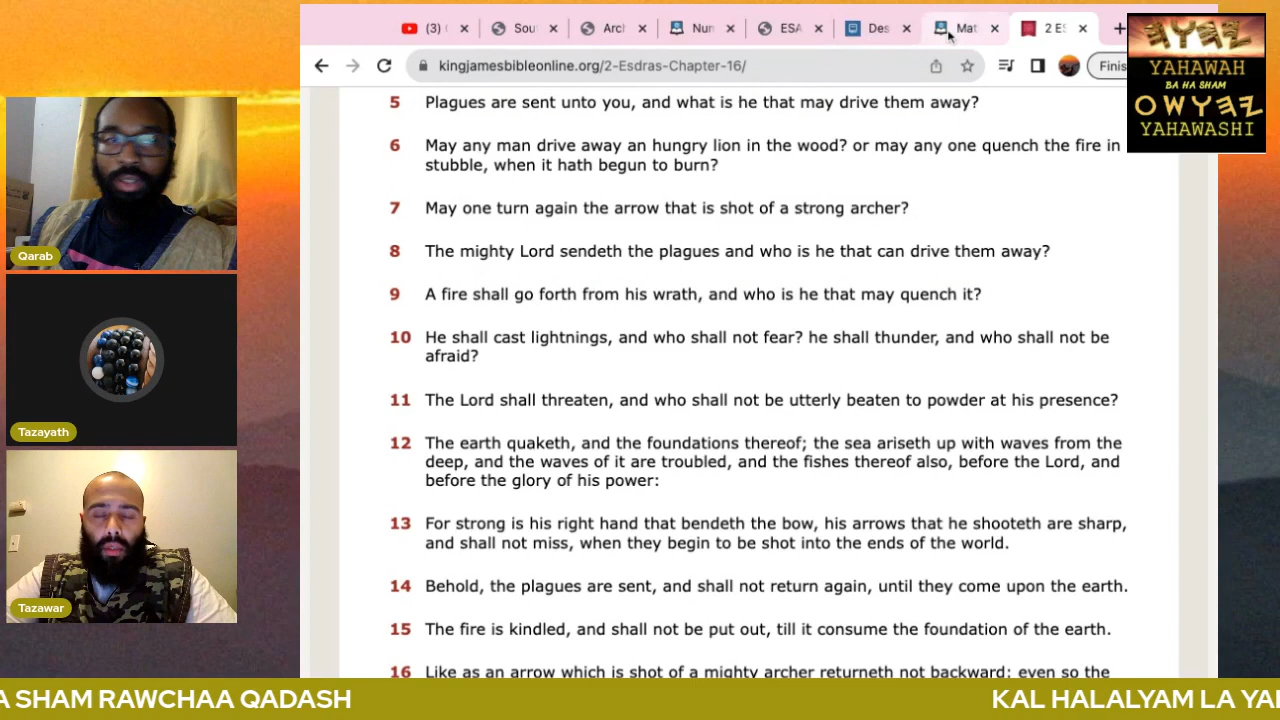 (3)
Sou
Arc
Nun
ESA
Des
Mat
2 ES
kingjamesbibleonline.org/2-Esdras-Chapter-16/
Finis
YAHAWAH
BA HA SHAM
YAHAWASHI
5 Plagues are sent unto you, and what is he that may drive them away?
6 May any man drive away an hungry lion in the wood? or may any one quench the fire in
stubble, when it hath begun to burn?
7 May one turn again the arrow that is shot of a strong archer?
8 The mighty Lord sendeth the plagues and who is he that can drive them away?
9 A fire shall go forth from his wrath, and who is he that may quench it?
10 He shall cast lightnings, and who shall not fear? he shall thunder, and who shall not be
afraid?
11 The Lord shall threaten, and who shall not be utterly beaten to powder at his presence?
12 The earth quaketh, and the foundations thereof; the sea ariseth up with waves from the
deep, and the waves of it are troubled, and the fishes thereof also, before the Lord, and
before the glory of his power:
13 For strong is his right hand that bendeth the bow, his arrows that he shooteth are sharp,
and shall not miss, when they begin to be shot into the ends of the world.
14 Behold, the plagues are sent, and shall not return again, until they come upon the earth.
15 The fire is kindled, and shall not be put out, till it consume the foundation of the earth.
16 Like as an arrow which is shot of a mighty archer returneth not backward: even so the
Qarab
Tazayath
Tazawar
A SHAM RAWCHAA QADASH
KAL HALALYAM LA YA